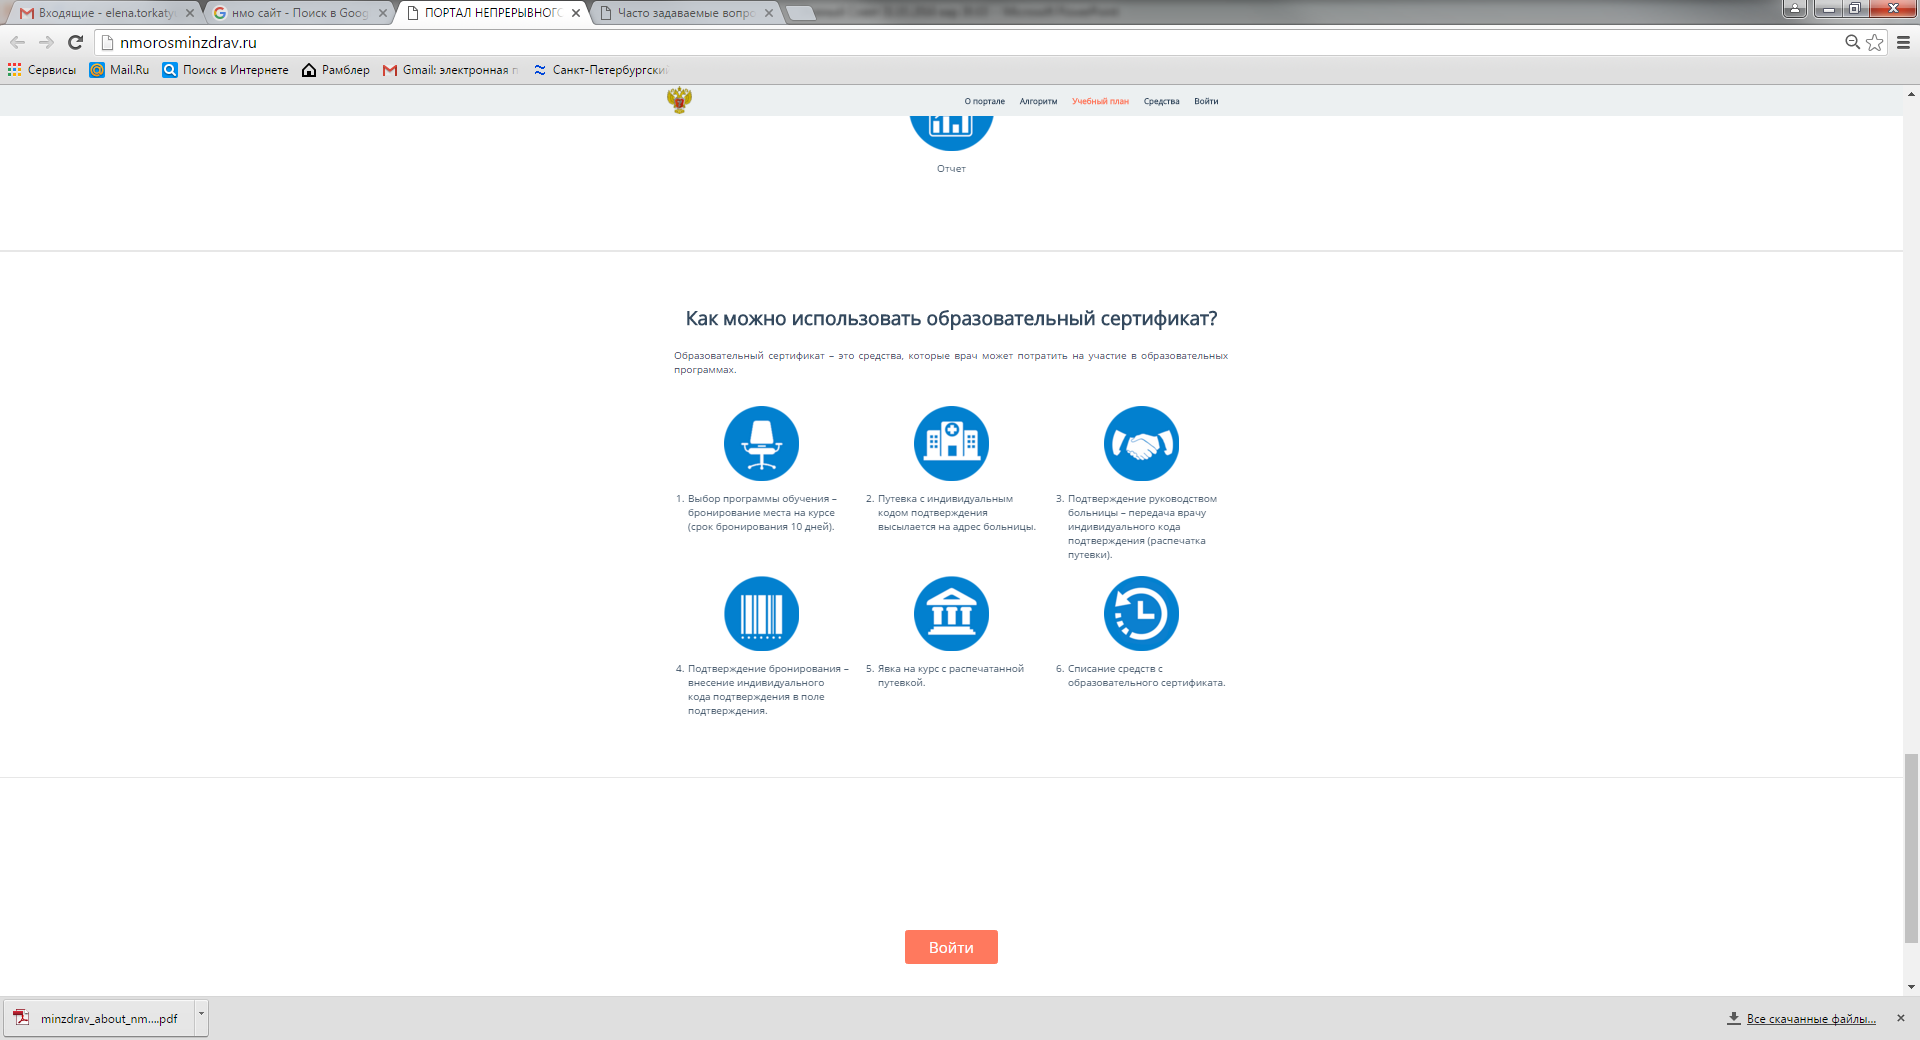 Входящие - elena.torkaty
нмо сайт - Поиск в Goog
ПОРТАЛ НЕПРЕРЫВНОГО
Часто задаваемые вопро
nmorosminzdrav.ru
Сервисы
Mail.Ru
Поиск в Интернете
Рамблер
Gmail: электронная п
Санкт-Петербургский
О портале
Алгоритм
Учебный план
Средства
Войти
Отчет
Как можно использовать образовательный сертификат?
Образовательный сертификат – это средства, которые врач может потратить на участие в образовательных
программах.
1. Выбор программы обучения –
бронирование места на курсе
(срок бронирования 10 дней).
2. Путевка с индивидуальным
кодом подтверждения
высылается на адрес больницы.
3. Подтверждение руководством
больницы – передача врачу
индивидуального кода
подтверждения (распечатка
путевки).
4. Подтверждение бронирования –
внесение индивидуального
кода подтверждения в поле
подтверждения.
5. Явка на курс с распечатанной
путевкой.
6. Списание средств с
образовательного сертификата.
Войти
minzdrav_about_nm....pdf
Все скачанные файлы...